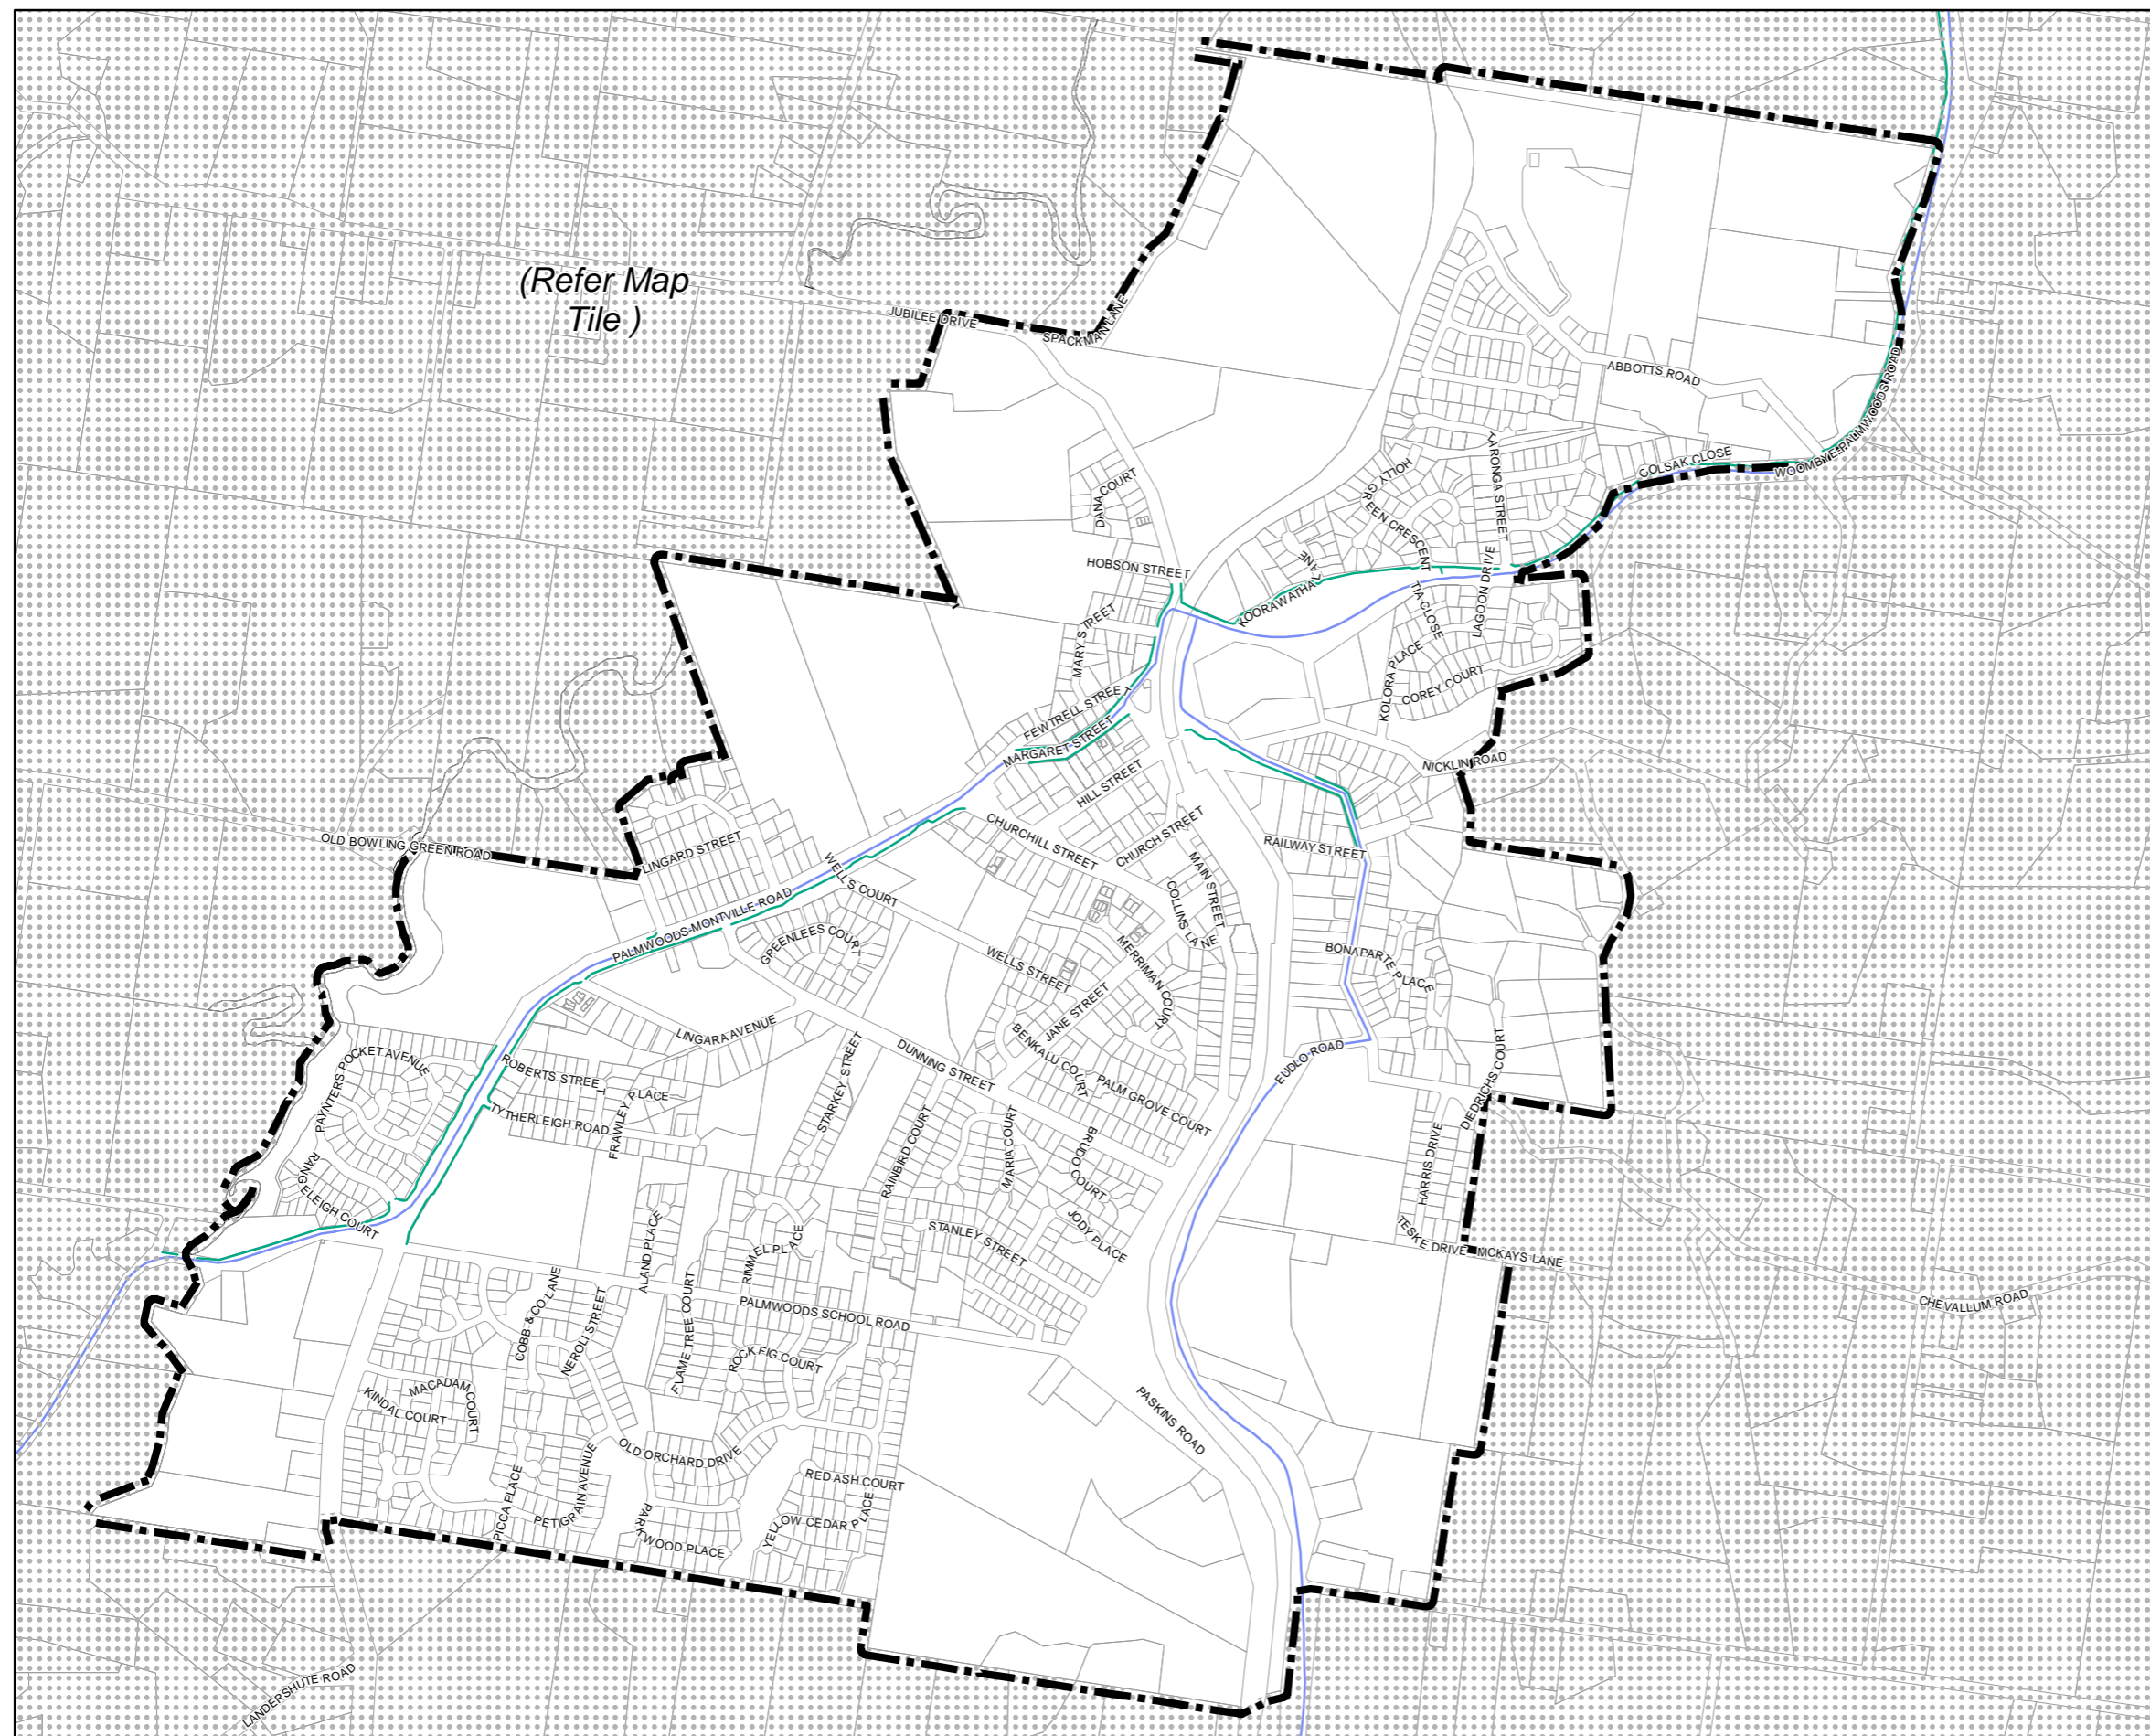 (Refer Map
Tile )
JUBILEE DRIVE
SPACKMAN LANE
ABBOTTS ROAD
WOOMBYE-PALMWOODS ROAD
COLSAK CLOSE
TARONGA STREET
HOLLY GREEN CRESCENT
DANA COURT
HOBSON STREET
KOORAWATHA LANE
LAGOON DRIVE
TIA CLOSE
MARY STREET
KOLORA PLACE
COREY COURT
FEWTRELL STREET
MARGARET STREET
NICKLIN ROAD
HILL STREET
OLD BOWLING GREEN ROAD
LINGARD STREET
CHURCHILL STREET
CHURCH STREET
RAILWAY STREET
WELLS COURT
MAIN STREET
COLLINS LANE
PALMWOODS-MONTVILLE ROAD
GREENLEES COURT
WELLS STREET
MERRIMAN COURT
BONAPARTE PLACE
JANE STREET
LINGARA AVENUE
BENKALU COURT
DUNNING STREET
EUDLO ROAD
PAYNTERS POCKET AVENUE
ROBERTS STREET
STARKEY STREET
PALM GROVE COURT
DIEDRICHS COURT
FRAWLEY PLACE
TYTHERLEIGH ROAD
RAINBIRD COURT
MARIA COURT
BRUDO COURT
HARRIS DRIVE
RANGELEIGH COURT
ALAND PLACE
RIMMEL PLACE
STANLEY STREET
JODY PLACE
TESKE DRIVE
MCKAYS LANE
CHEVALLUM ROAD
COBB & CO LANE
NEROLI STREET
FLAME TREE COURT
PALMWOODS SCHOOL ROAD
ROCK FIG COURT
MACADAM COURT
KINDAL COURT
PASKINS ROAD
OLD ORCHARD DRIVE
RED ASH COURT
PICCA PLACE
PETIGRAIN AVENUE
PARKWOOD PLACE
YELLOW CEDAR PLACE
LANDERSHUTE ROAD